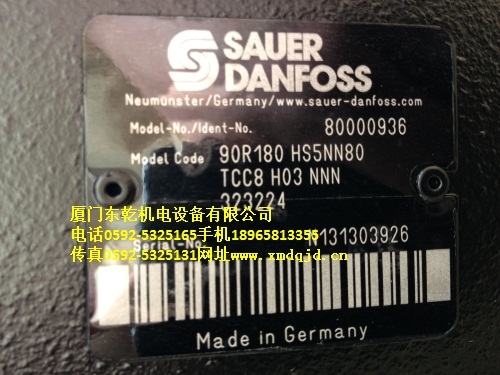 SAUER
DANFOSS
Neumünster/Germany/www.sauer-danfoss.com
Model-No./Ident-No. 80000936
Model Code 90R180 HS5NN80
TCC8 H03 NNN
323224
厦门东乾机电设备有限公司
电话0592-5325165手机18965813355
Serial-No. N131303926
传真0592-5325131网址www.xmdqjd.cn
Made in Germany